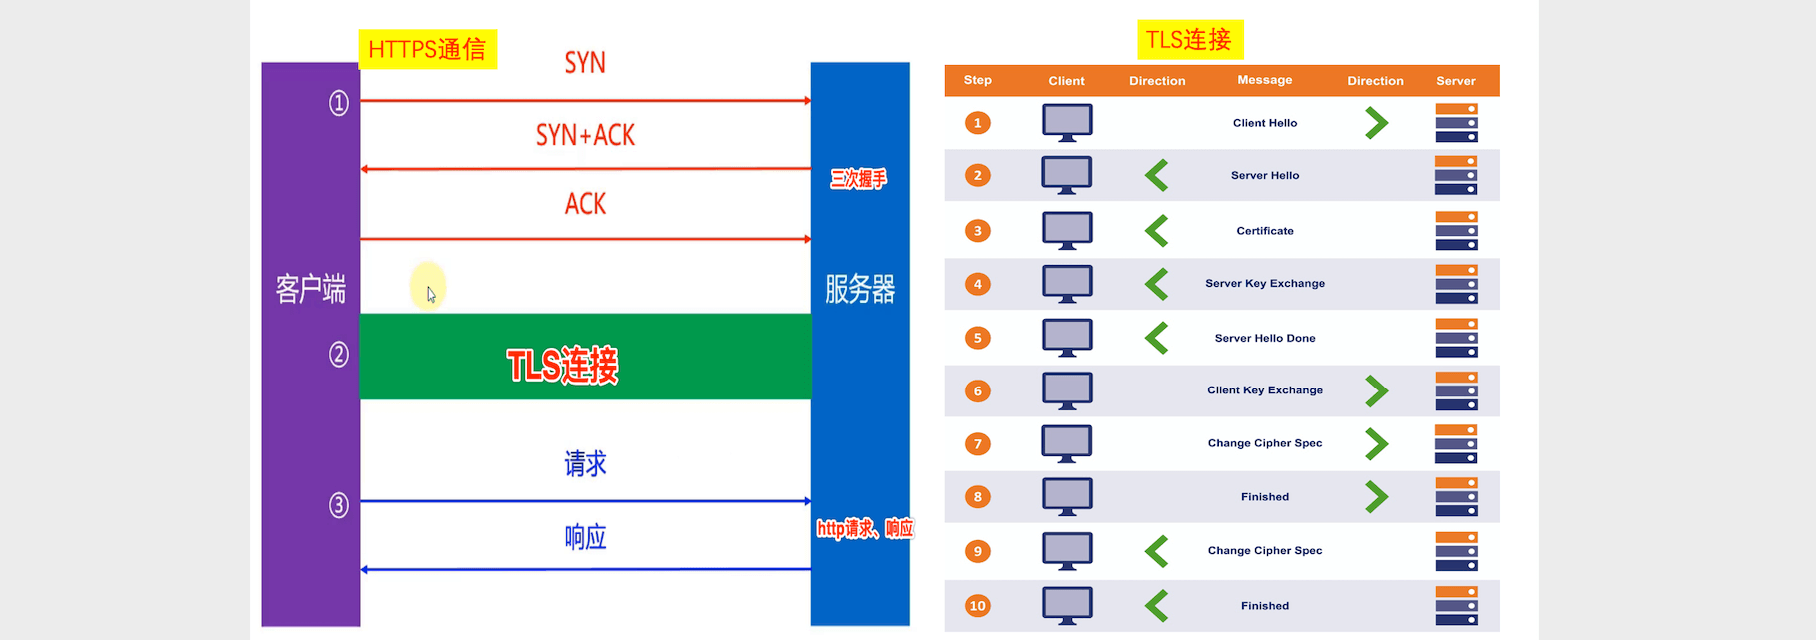 HTTPS通信
SYN
①
SYN+ACK
三次握手
ACK
客户端
服务器
②
TLS连接
请求
③
http请求、响应
响应
TLS连接
Step Client Direction Message Direction Server
1 Client Hello
2 Server Hello
3 Certificate
4 Server Key Exchange
5 Server Hello Done
6 Client Key Exchange
7 Change Cipher Spec
8 Finished
9 Change Cipher Spec
10 Finished